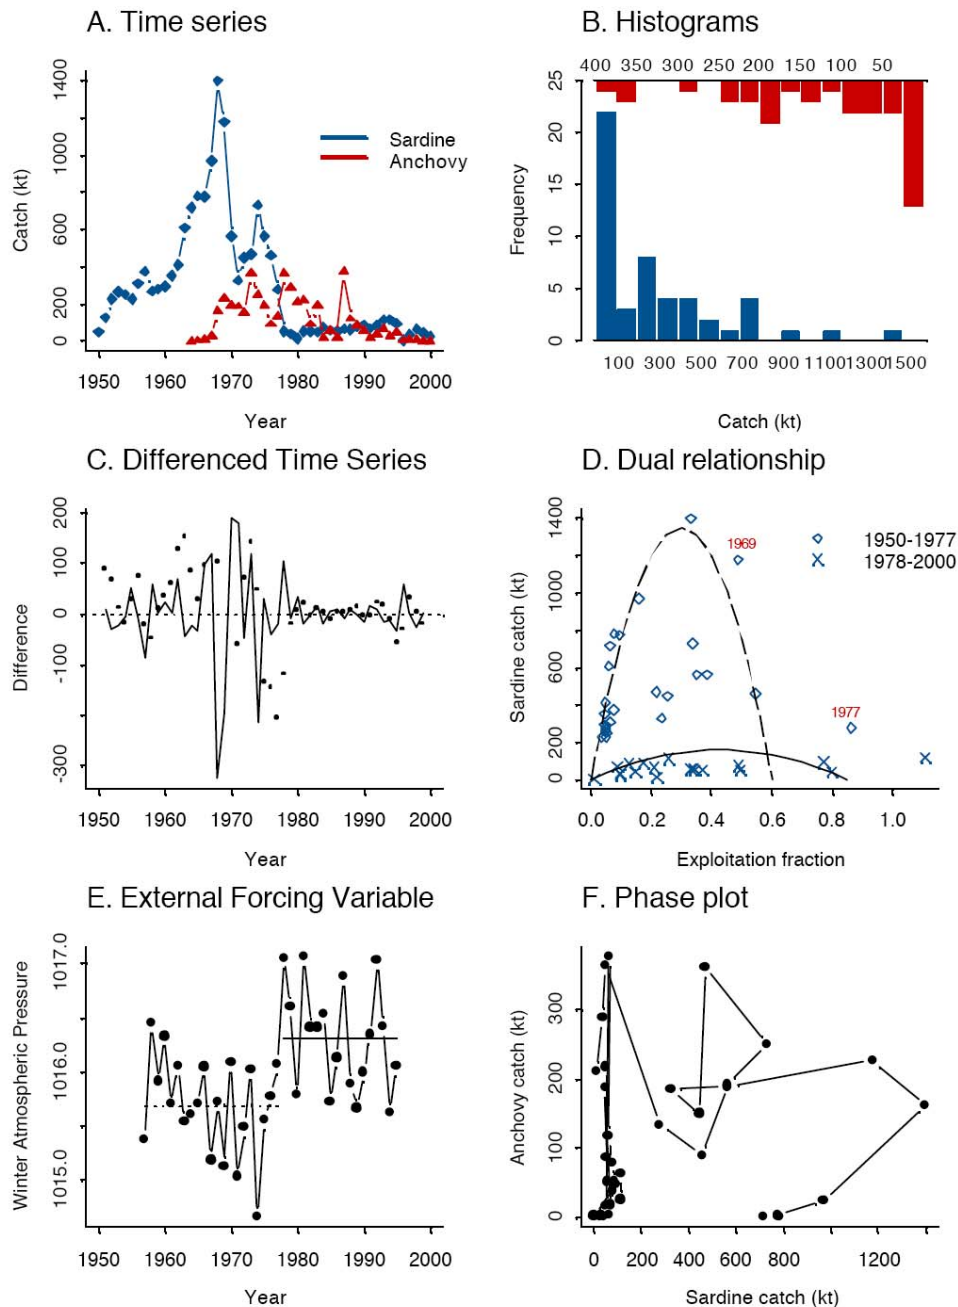 A. Time series
1400
1000
600
200
0
Catch (kt)
Sardine
Anchovy
1950 1960 1970 1980 1990 2000
Year
B. Histograms
400 350 300 250 200 150 100 50
25
20
15
10
5
0
Frequency
100 300 500 700 900 1100 1300 1500
Catch (kt)
C. Differenced Time Series
200
100
0
-100
-300
Difference
1950 1960 1970 1980 1990 2000
Year
D. Dual relationship
1400
1000
600
200
0
Sardine catch (kt)
1969
1977
1950-1977
1978-2000
0.0 0.2 0.4 0.6 0.8 1.0
Exploitation fraction
E. External Forcing Variable
1017.0
1016.0
1015.0
Winter Atmospheric Pressure
1950 1960 1970 1980 1990 2000
Year
F. Phase plot
300
200
100
0
Anchovy catch (kt)
0 200 400 600 800 1200
Sardine catch (kt)